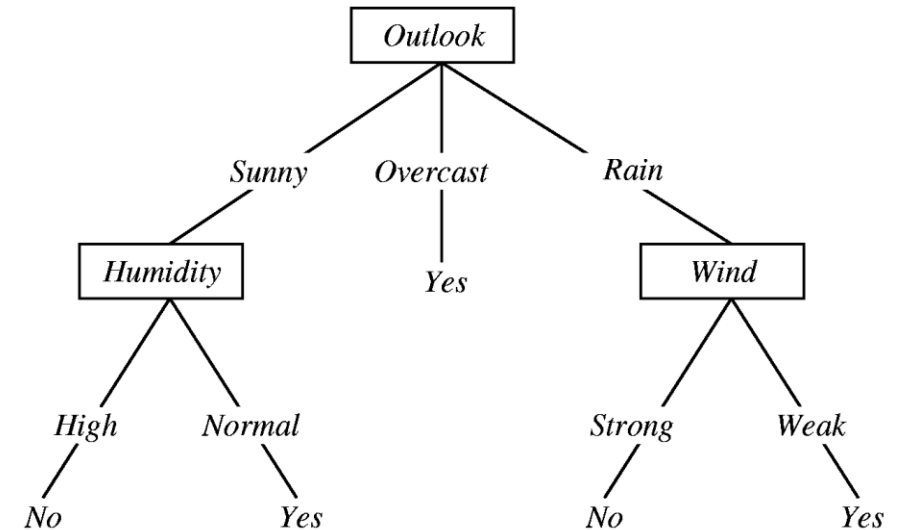 Outlook
Sunny Overcast Rain
Humidity Yes Wind
High Normal Strong Weak
No Yes No Yes